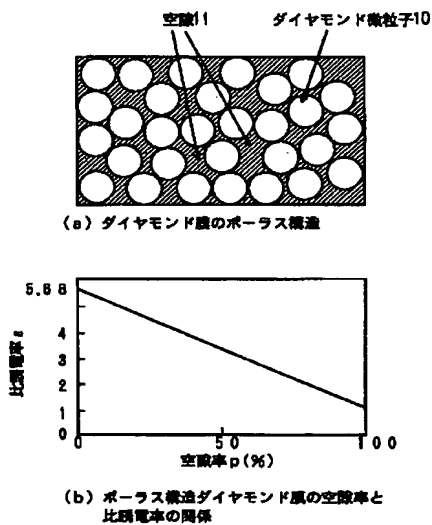 空隙11
ダイヤモンド微粒子10
(a) ダイヤモンド膜のポーラス構造
5.68
4
3
2
1
0
比誘電率ε
0
50
100
空隙率p(%)
(b) ポーラス構造ダイヤモンド膜の空隙率と
比誘電率の関係